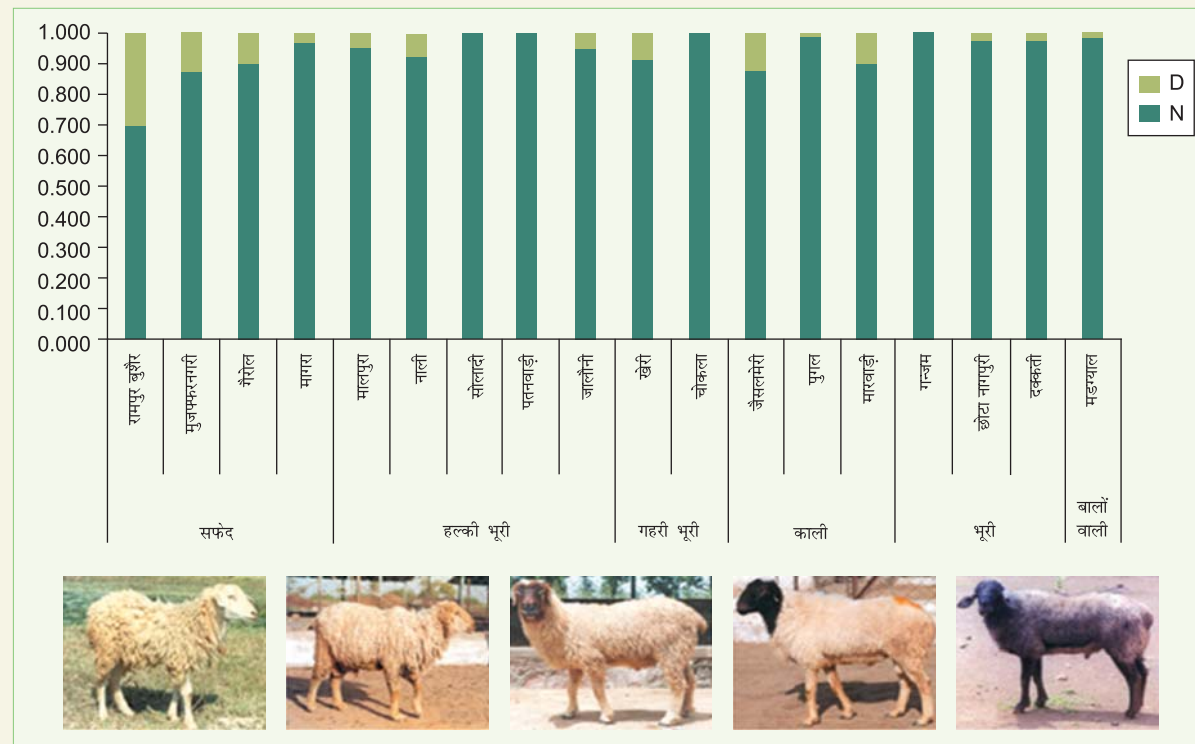 1.000
0.900
0.800
0.700
0.600
0.500
0.400
0.300
0.200
0.100
0.000
D
N
रामपुर बुशैर
मुजफ्फरनगरी
गैरोल
मागरा
मालपुरा
नाली
सोलादी
पतनवाड़ी
जालौनी
खेरी
चोकला
जैसलमेरी
पुगल
मारवाड़ी
गन्जम
छोटा नागपुरी
दक्कती
मडग्याल
सफेद
हल्की भूरी
गहरी भूरी
काली
भूरी
बालों
वाली